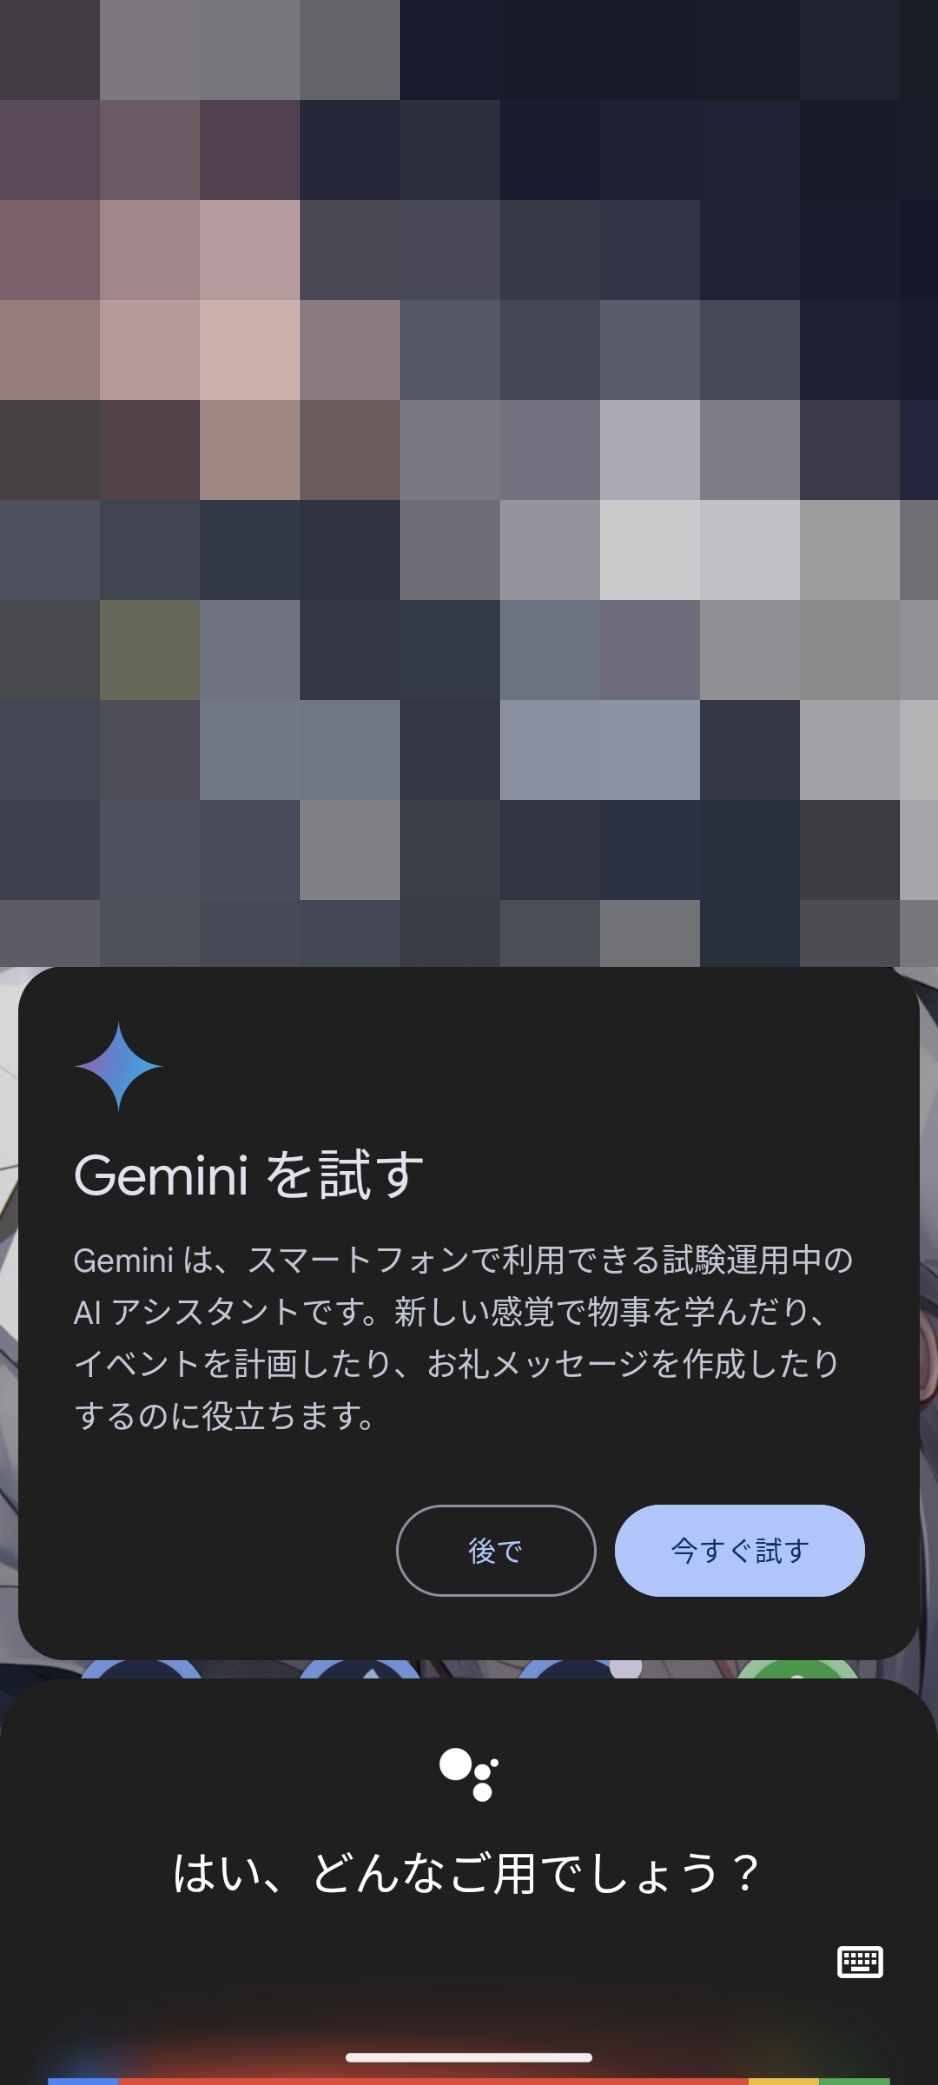 Gemini を試す
Gemini は、スマートフォンで利用できる試験運用中の
AI アシスタントです。新しい感覚で物事を学んだり、
イベントを計画したり、お礼メッセージを作成したり
するのに役立ちます。
後で
今すぐ試す
はい、どんなご用でしょう？